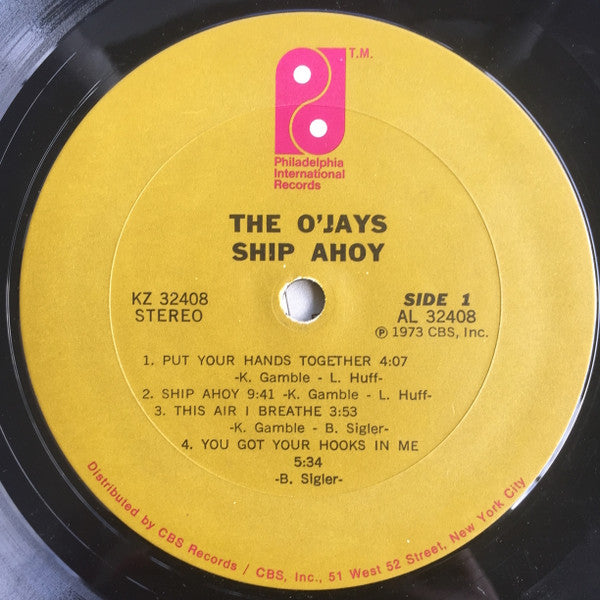 T.M.
Philadelphia
International
Records
THE O'JAYS
SHIP AHOY
KZ 32408
STEREO
SIDE 1
AL 32408
℗ 1973 CBS, Inc.
1. PUT YOUR HANDS TOGETHER 4:07
-K. Gamble - L. Huff-
2. SHIP AHOY 9:41 -K. Gamble - L. Huff-
3. THIS AIR I BREATHE 3:53
-K. Gamble - B. Sigler-
4. YOU GOT YOUR HOOKS IN ME
5:34
-B. Sigler-
Distributed by CBS Records / CBS, Inc., 51 West 52 Street, New York City